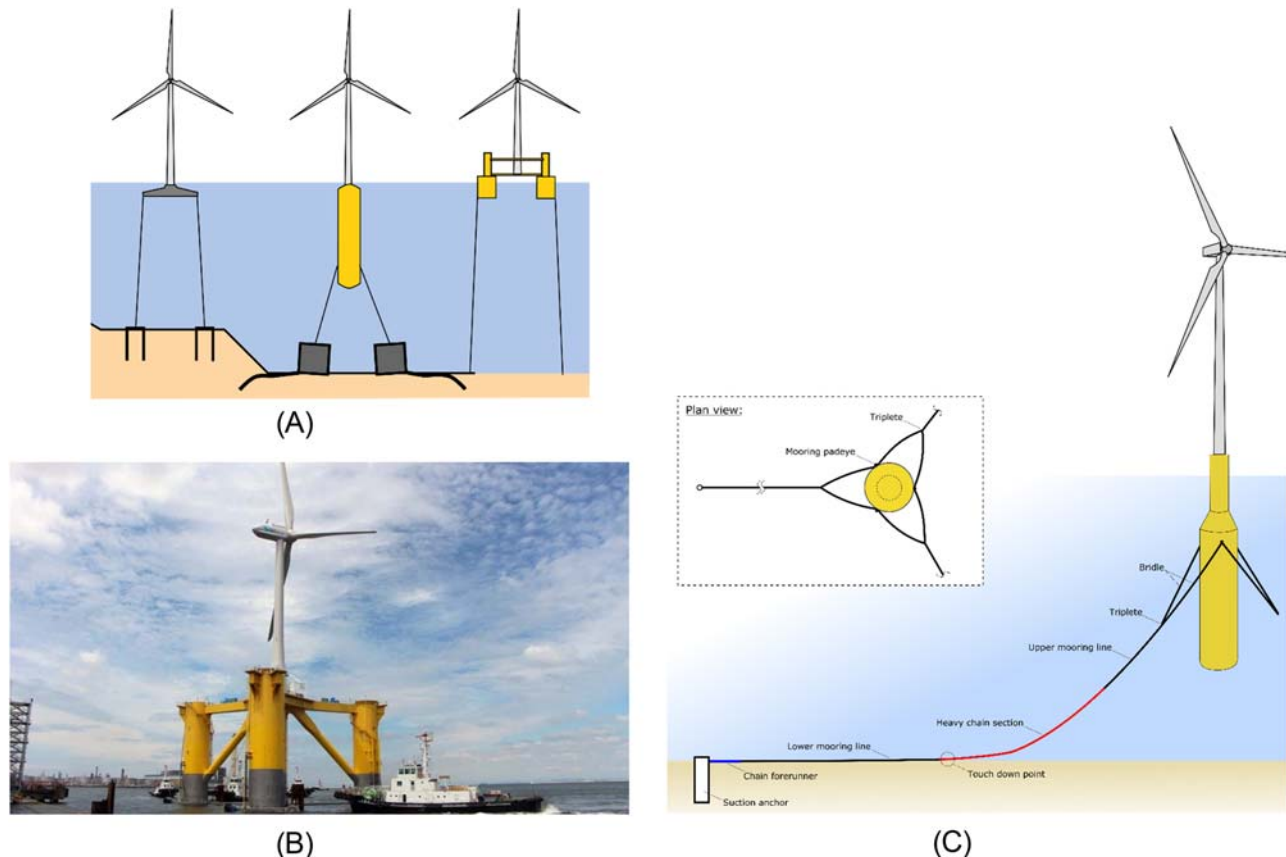 (A)
(B)
Plan view:
Triplete
Mooring padeye
Bridle
Triplete
Upper mooring line
Heavy chain section
Lower mooring line
Chain forerunner
Touch down point
Suction anchor
(C)